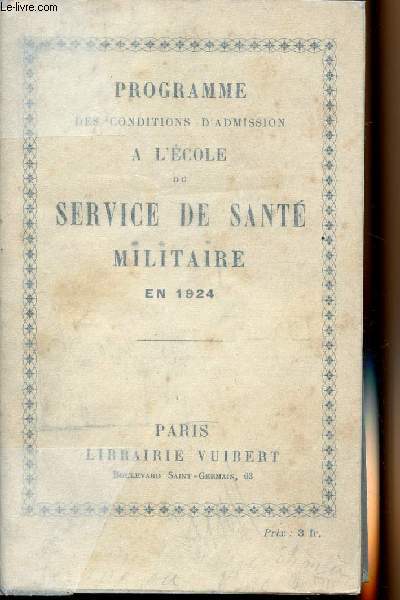 Le-livre.com
PROGRAMME
DES CONDITIONS D'ADMISSION
A L'ÉCOLE
DU
SERVICE DE SANTÉ
MILITAIRE
EN 1924
PARIS
LIBRAIRIE VUIBERT
BOULEVARD SAINT-GERMAIN, 63
Prix : 3 fr.